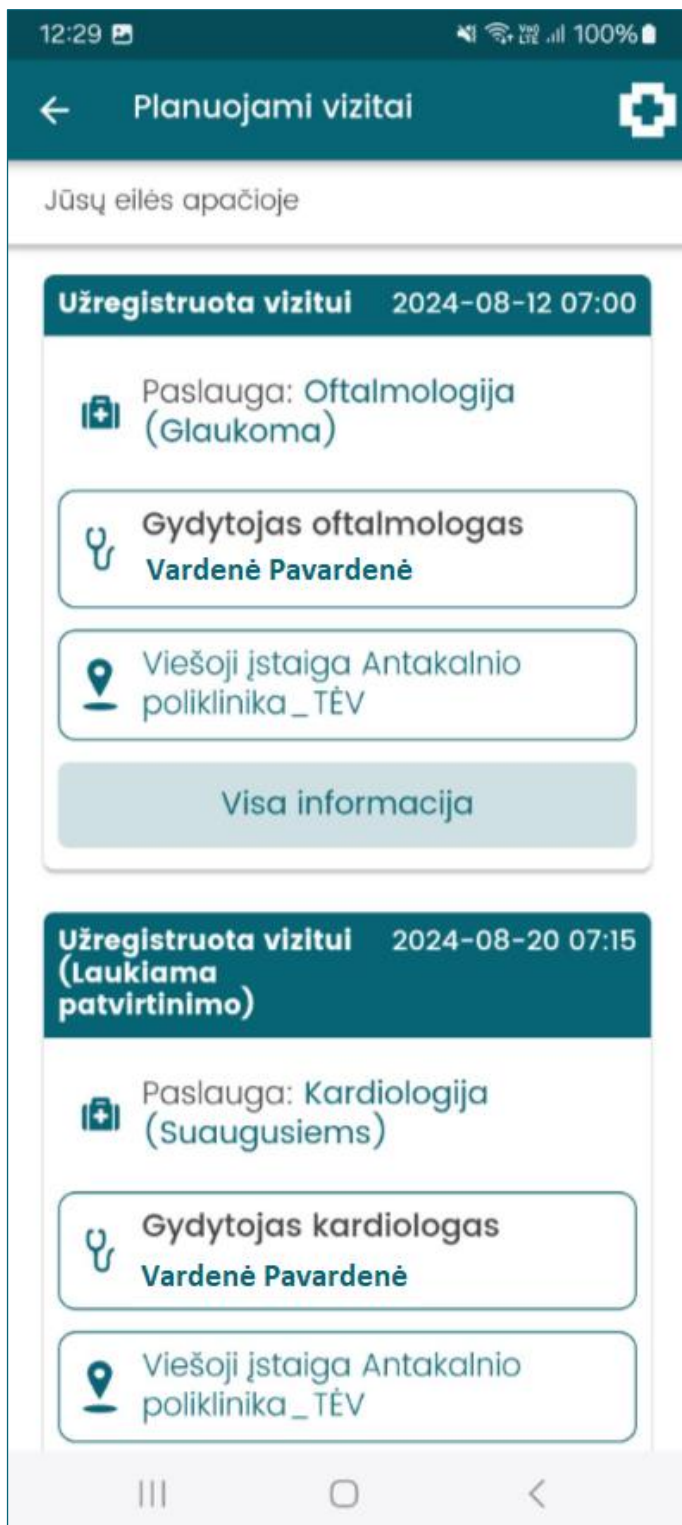 12:29
Vo) LTE 100%
Planuojami vizitai
Jūsų eilės apačioje
Užregistruota vizitui 2024-08-12 07:00
Paslauga: Oftalmologija
(Glaukoma)
Gydytojas oftalmologas
Vardenė Pavardenė
Viešoji įstaiga Antakalnio
poliklinika_TĖV
Visa informacija
Užregistruota vizitui 2024-08-20 07:15
(Laukiama
patvirtinimo)
Paslauga: Kardiologija
(Suaugusiems)
Gydytojas kardiologas
Vardenė Pavardenė
Viešoji įstaiga Antakalnio
poliklinika_TĖV